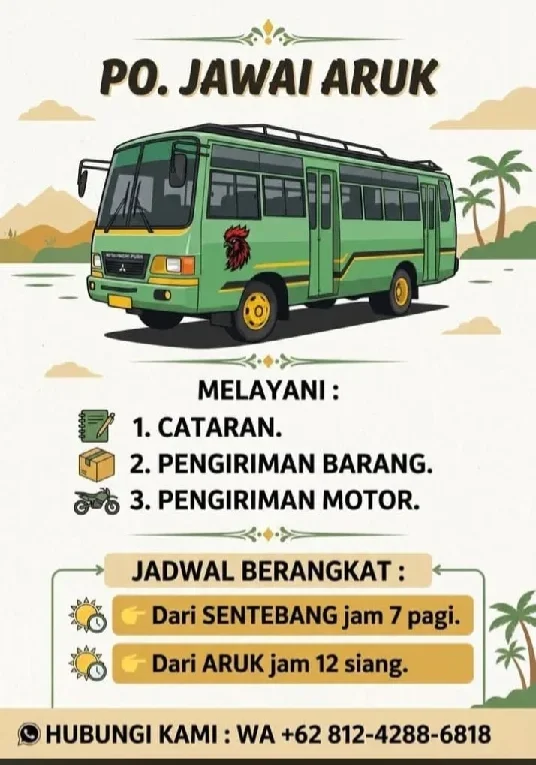 PO. JAWAI ARUK
MELAYANI :
1. CATARAN.
2. PENGIRIMAN BARANG.
3. PENGIRIMAN MOTOR.
JADWAL BERANGKAT :
Dari SENTEBANG jam 7 pagi.
Dari ARUK jam 12 siang.
HUBUNGI KAMI : WA +62 812-4288-6818